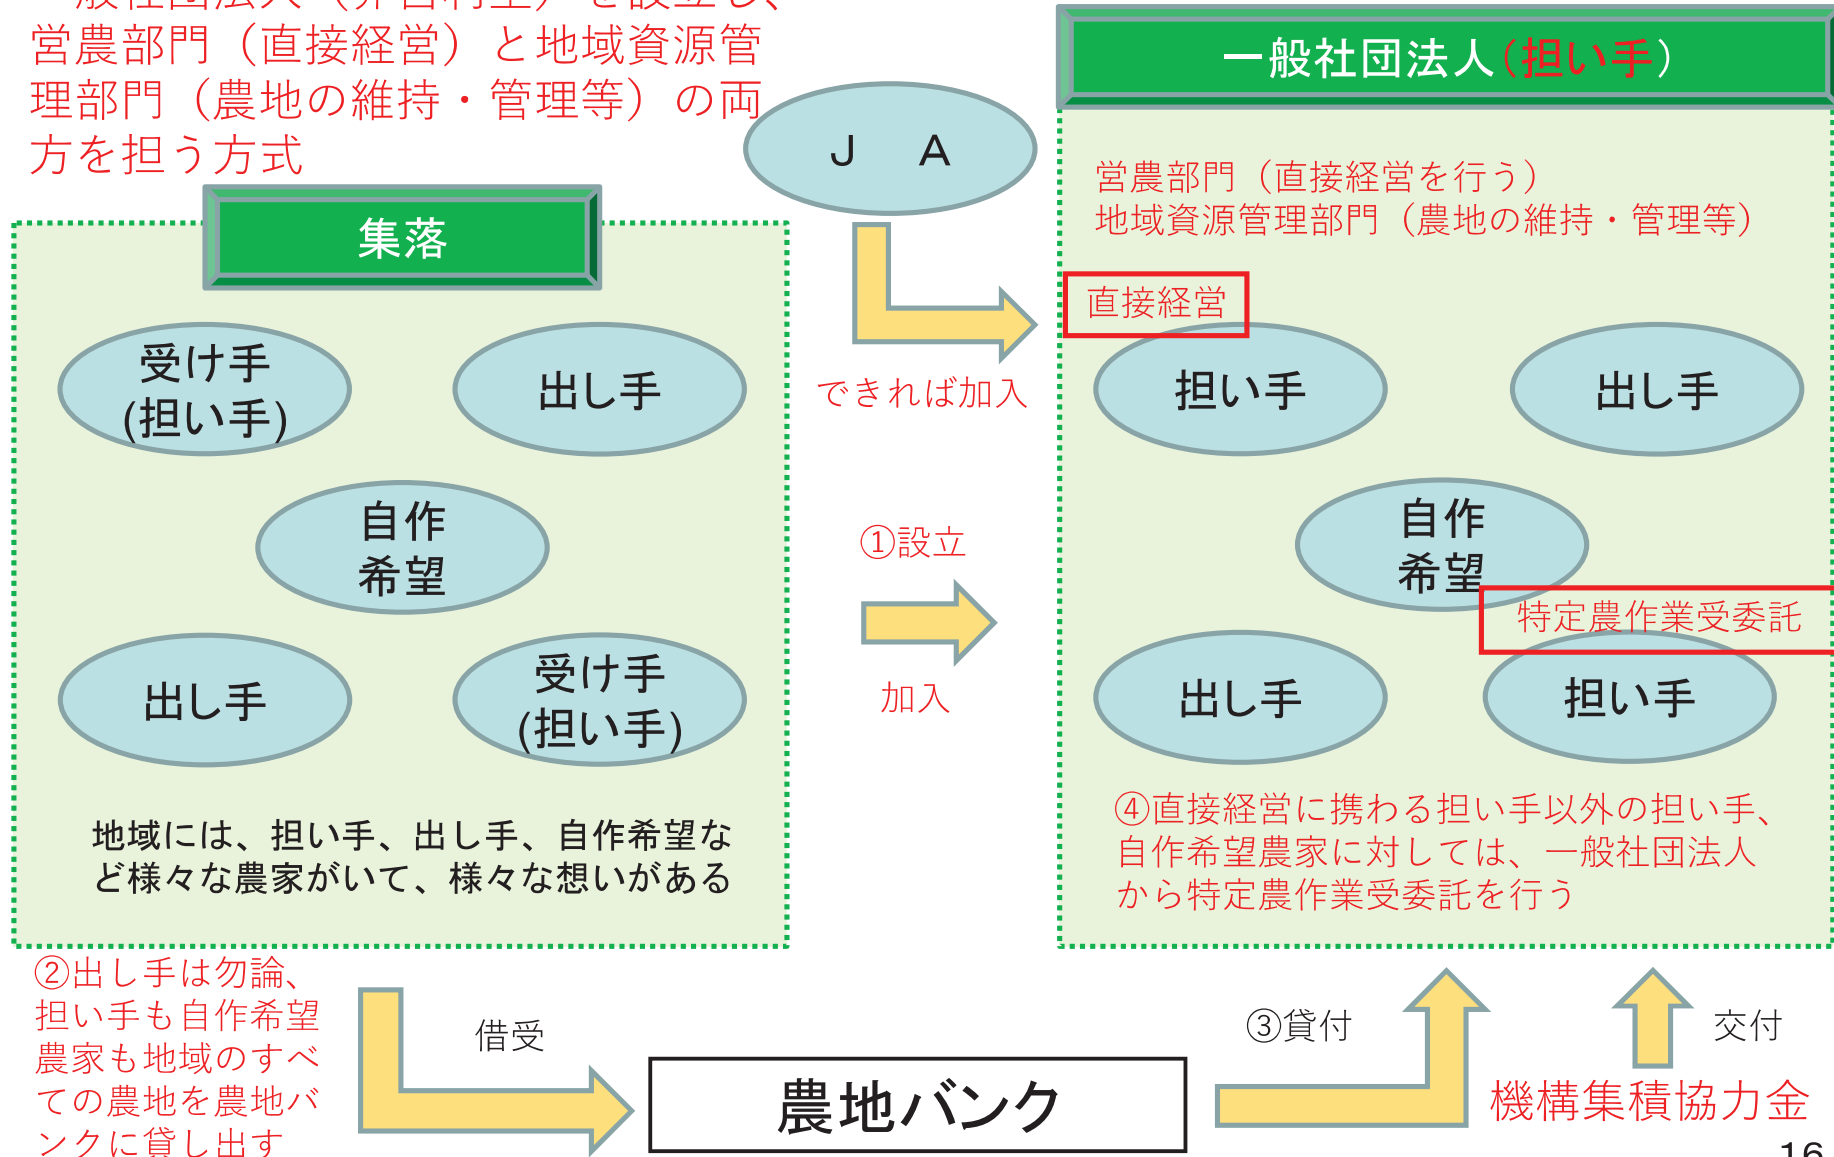 一般社団法人（非営利型）を設立し、
営農部門（直接経営）と地域資源管
理部門（農地の維持・管理等）の両
方を担う方式
集落
受け手
(担い手)
出し手
自作
希望
出し手
受け手
(担い手)
地域には、担い手、出し手、自作希望な
ど様々な農家がいて、様々な想いがある
②出し手は勿論、
担い手も自作希望
農家も地域のすべ
ての農地を農地バ
ンクに貸し出す
借受
農地バンク
ＪＡ
できれば加入
①設立
加入
一般社団法人(担い手)
営農部門（直接経営を行う）
地域資源管理部門（農地の維持・管理等）
直接経営
担い手
出し手
自作
希望
特定農作業受委託
出し手
担い手
④直接経営に携わる担い手以外の担い手、
自作希望農家に対しては、一般社団法人
から特定農作業受委託を行う
③貸付
交付
機構集積協力金
16